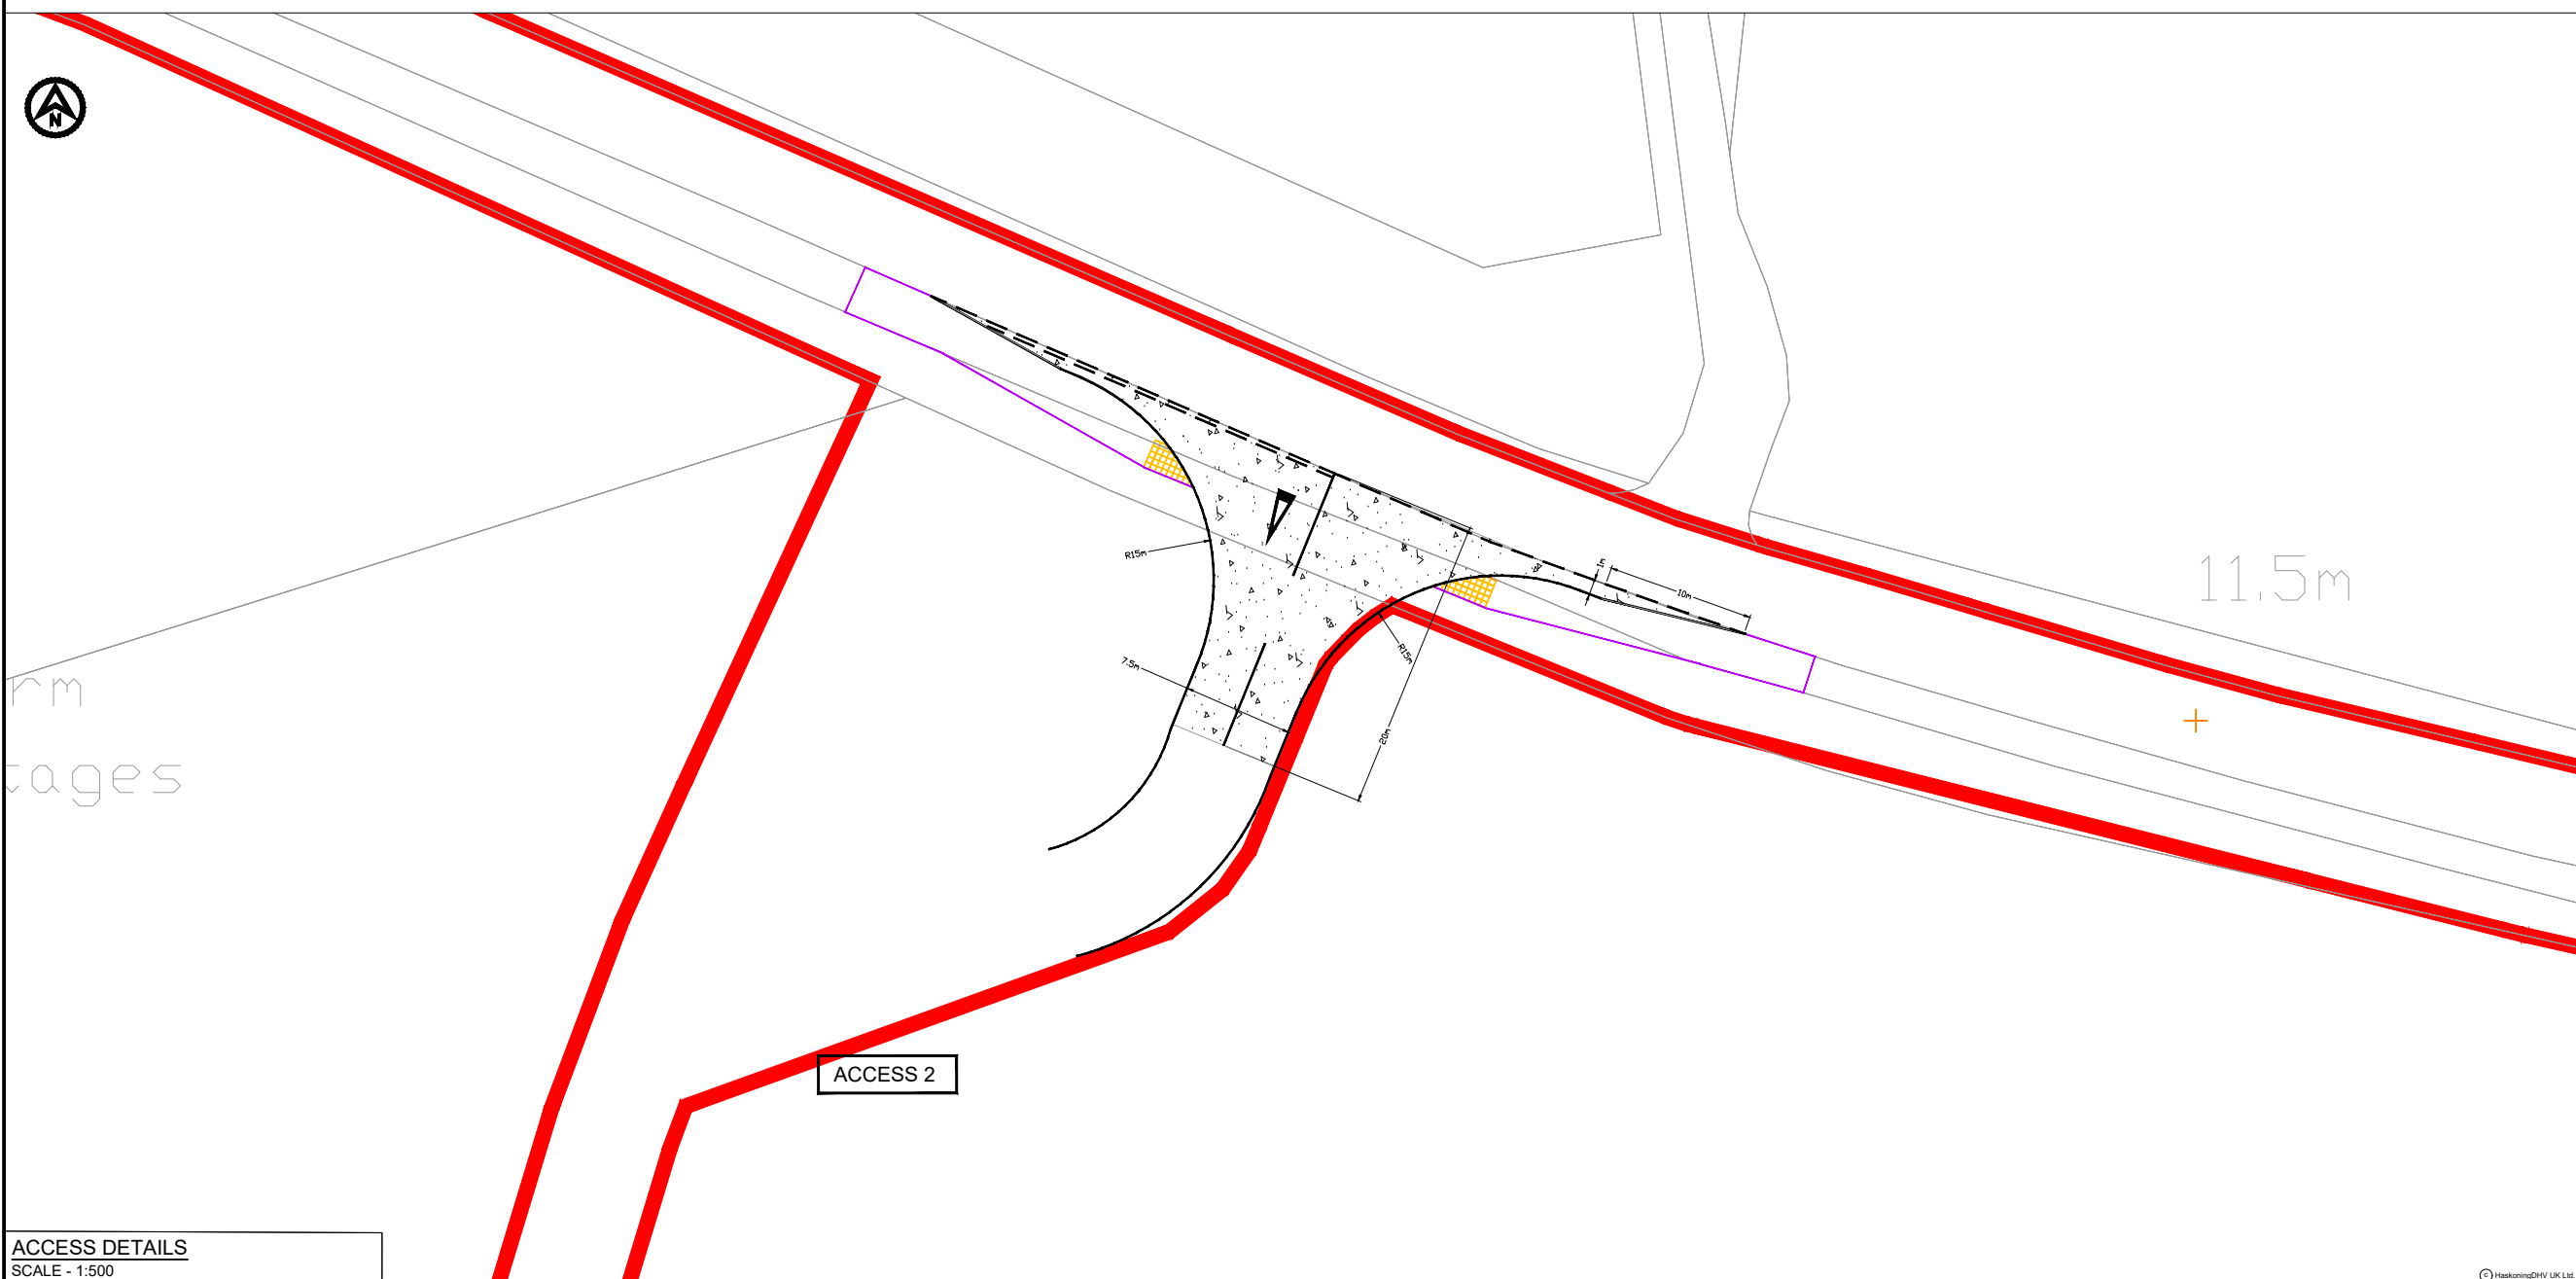 N
R15m
1m
10m
11.5m
R15m
7.5m
rm
20m
tages
ACCESS 2
ACCESS DETAILS
SCALE - 1:500
© HaskoningDHV UK Ltd.